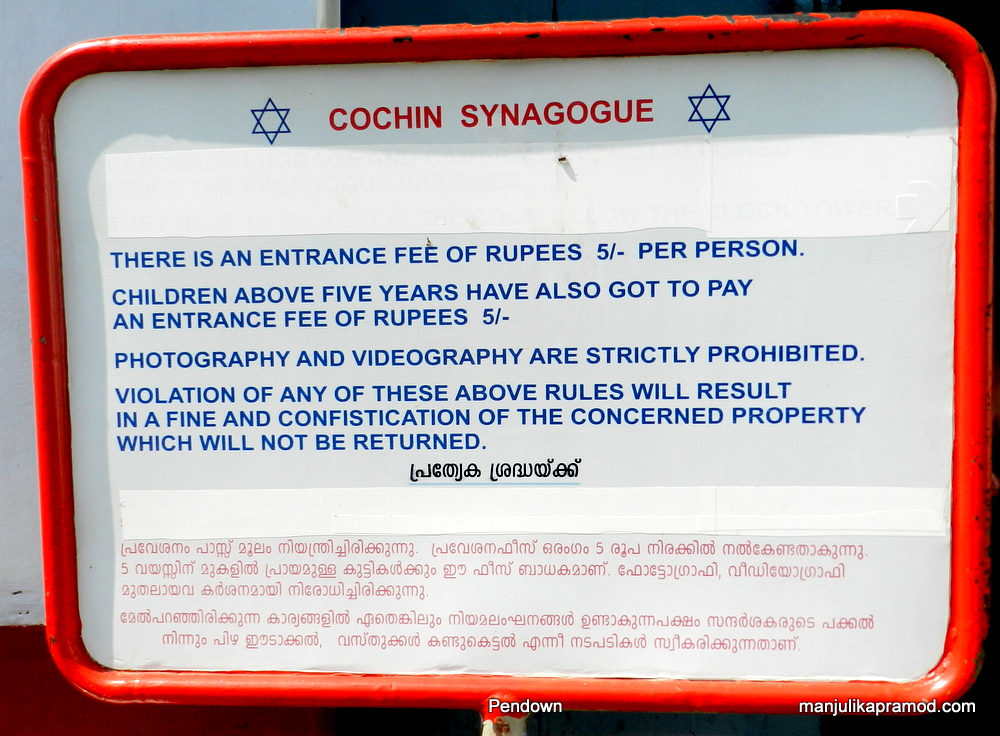 COCHIN SYNAGOGUE
THERE IS AN ENTRANCE FEE OF RUPEES 5/- PER PERSON.
CHILDREN ABOVE FIVE YEARS HAVE ALSO GOT TO PAY
AN ENTRANCE FEE OF RUPEES 5/-
PHOTOGRAPHY AND VIDEOGRAPHY ARE STRICTLY PROHIBITED.
VIOLATION OF ANY OF THESE ABOVE RULES WILL RESULT
IN A FINE AND CONFISTICATION OF THE CONCERNED PROPERTY
WHICH WILL NOT BE RETURNED.
പ്രത്യേക ശ്രദ്ധയ്ക്ക്
പ്രവേശനം പാസ്സ് മൂലം നിയന്ത്രിച്ചിരിക്കുന്നു. പ്രവേശനഫീസ് ഒരംഗം 5 രൂപ നിരക്കിൽ നൽകേണ്ടതാകുന്നു.
5 വയസ്സിന് മുകളിൽ പ്രായമുള്ള കുട്ടികൾക്കും ഈ ഫീസ് ബാധകമാണ്. ഫോട്ടോഗ്രാഫി, വീഡിയോഗ്രാഫി
മുതലായവ കർശനമായി നിരോധിച്ചിരിക്കുന്നു.
മേൽപറഞ്ഞിരിക്കുന്ന കാര്യങ്ങളിൽ ഏതെങ്കിലും നിയമലംഘനങ്ങൾ ഉണ്ടാകുന്നപക്ഷം സന്ദർശകരുടെ പക്കൽ
നിന്നും പിഴ ഈടാക്കൽ, വസ്തുക്കൾ കണ്ടുകെട്ടൽ എന്നീ നടപടികൾ സ്വീകരിക്കുന്നതാണ്.
Pendown manjulikapramod.com